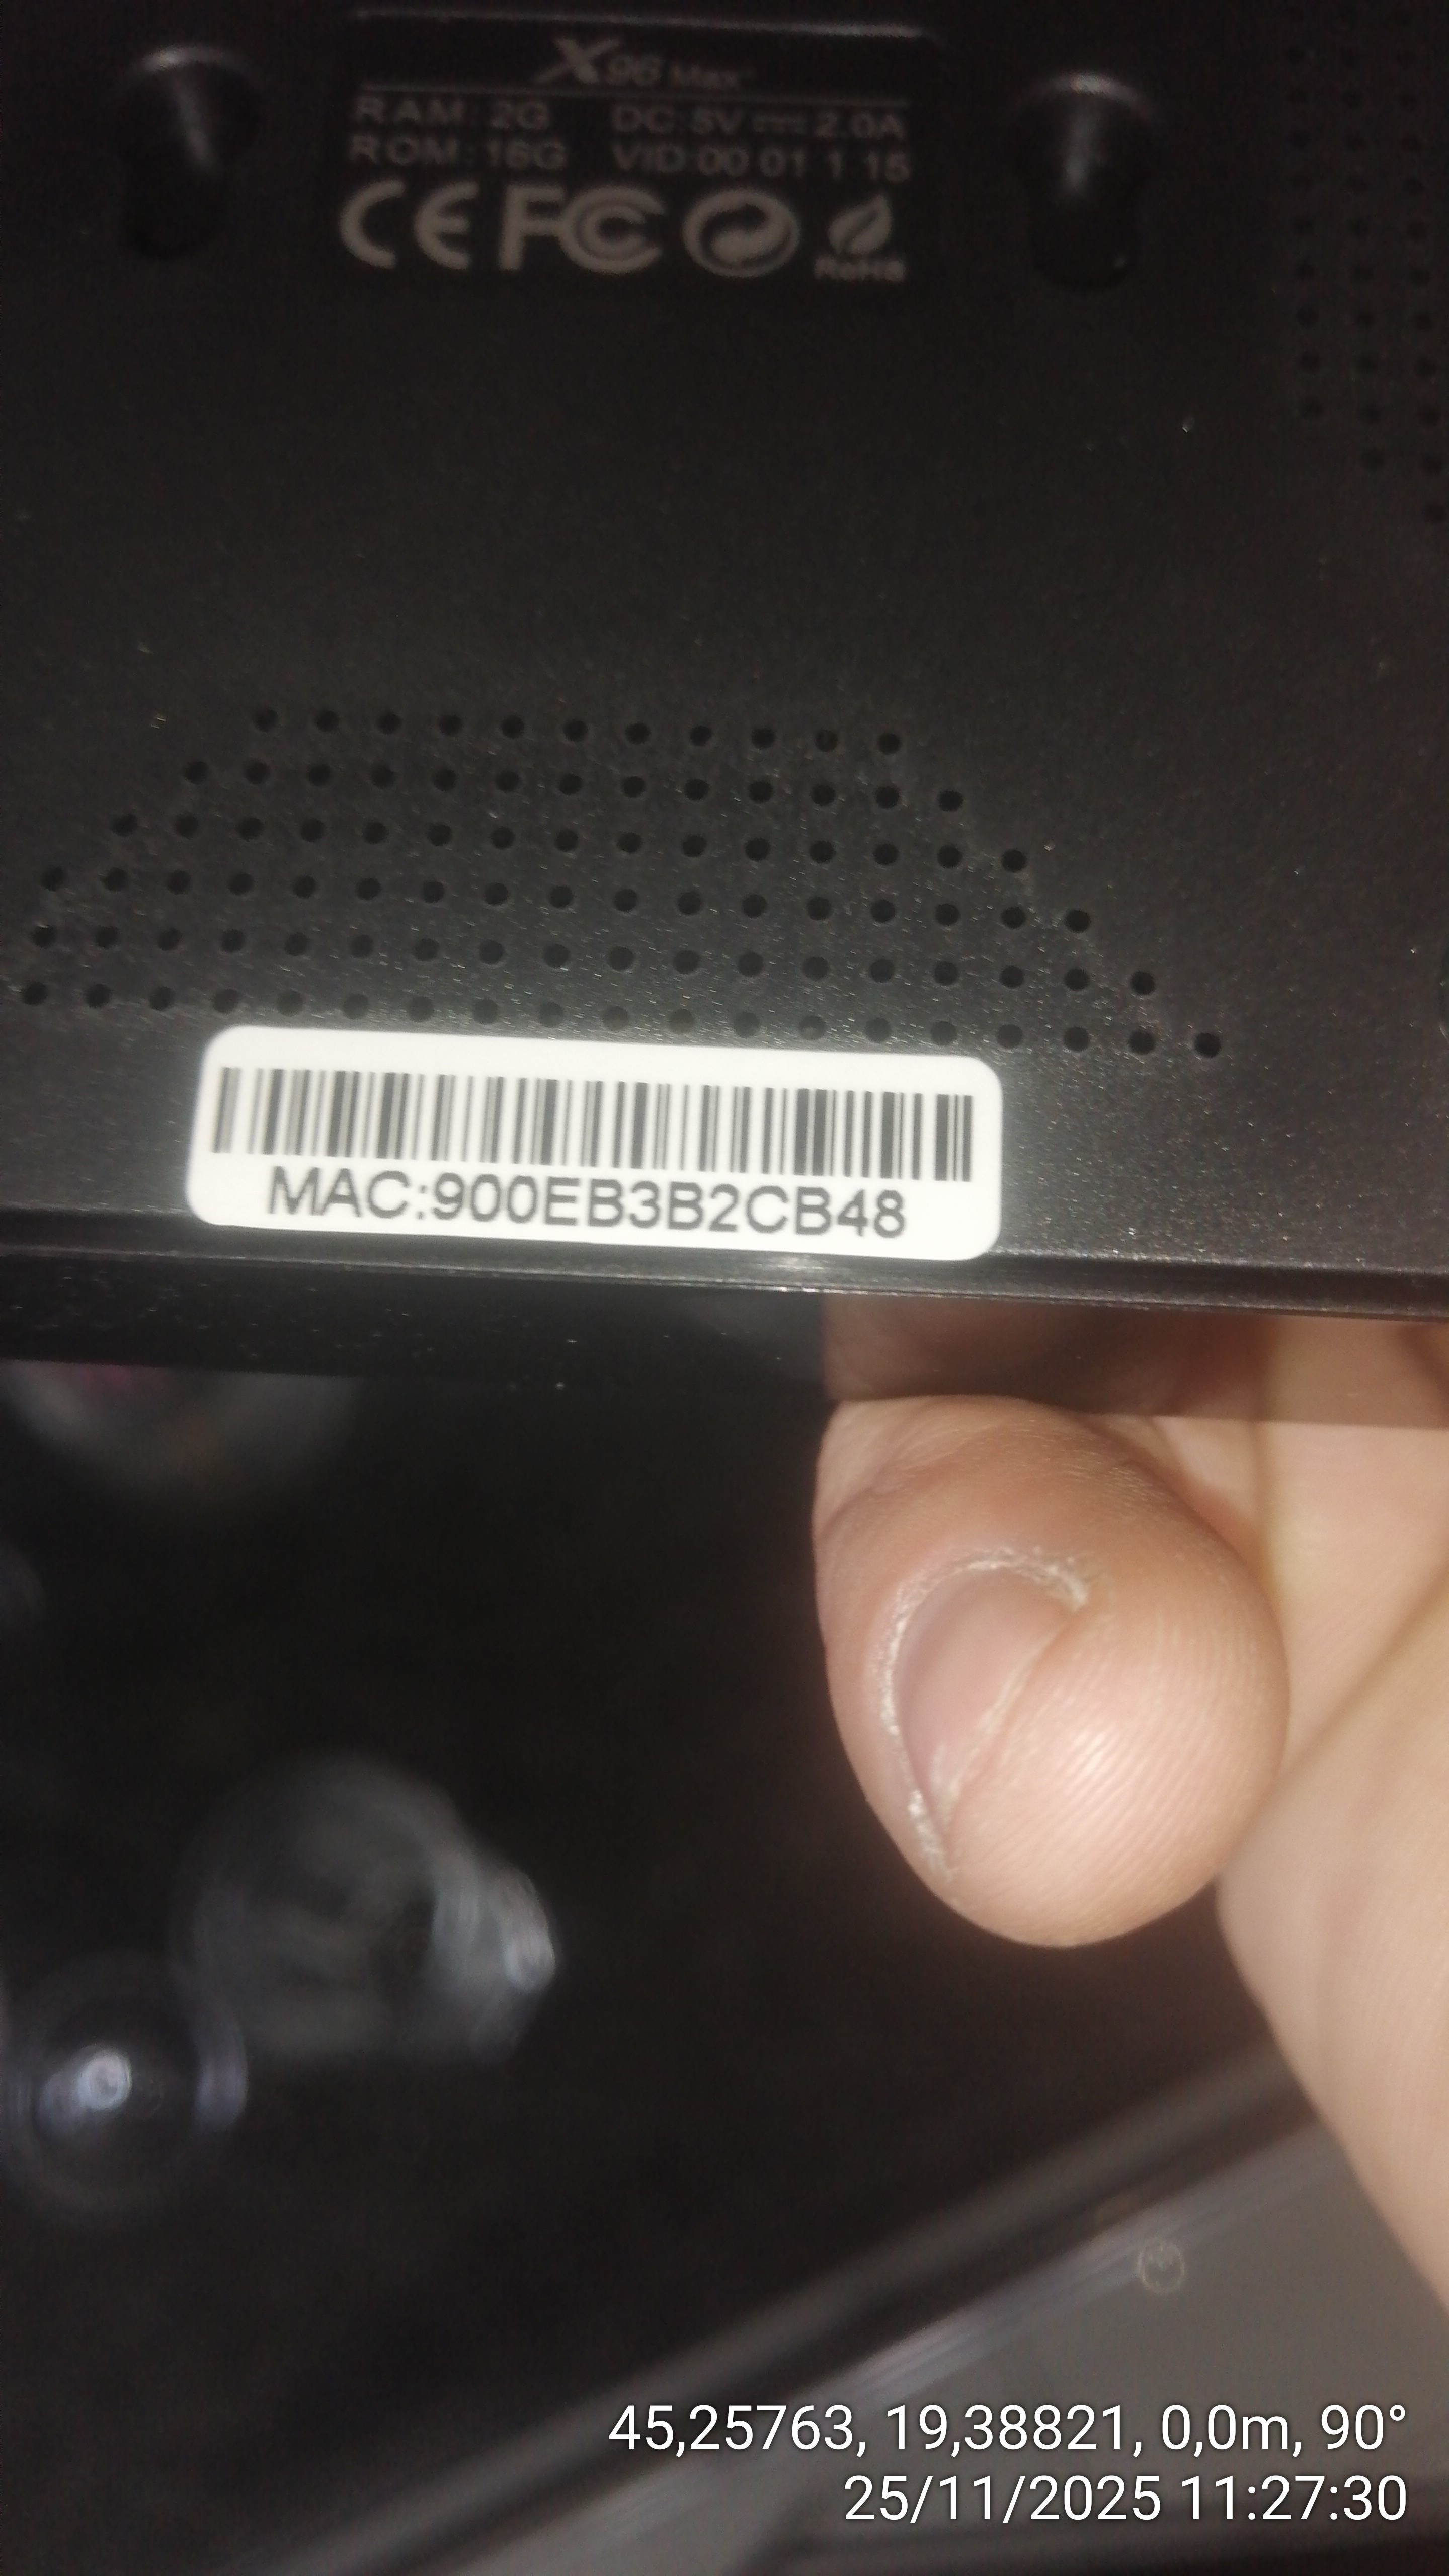 X96 Max
RAM: 2G DC:5V 2.0A
ROM:16G VID:00 01 1 15
CE FC
RoHS
MAC:900EB3B2CB48
45,25763, 19,38821, 0,0m, 90°
25/11/2025 11:27:30